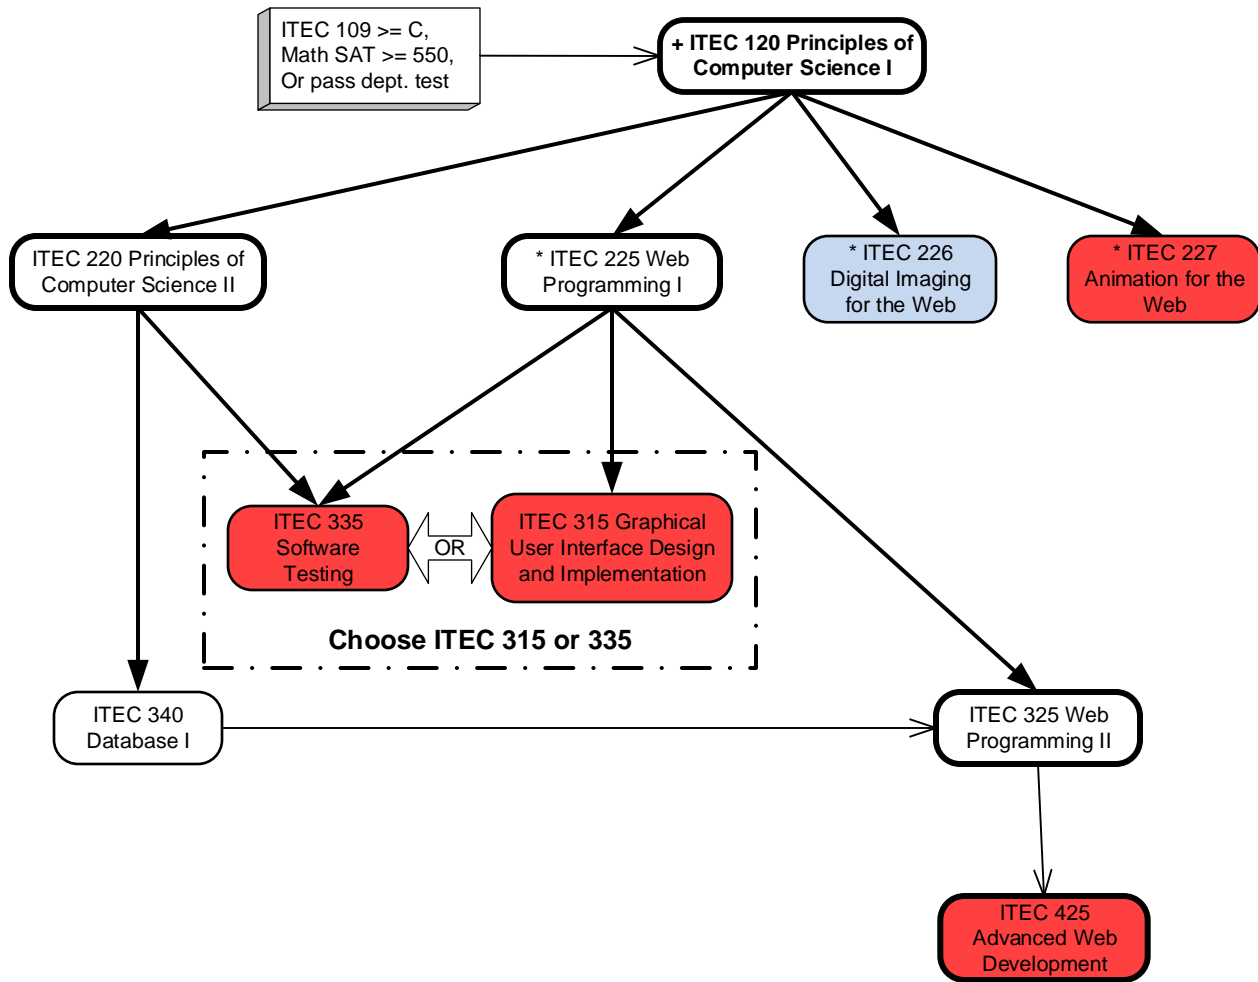 ITEC 109 >= C,
Math SAT >= 550,
Or pass dept. test
+ ITEC 120 Principles of
Computer Science I
ITEC 220 Principles of
Computer Science II
* ITEC 225 Web
Programming I
* ITEC 226
Digital Imaging
for the Web
* ITEC 227
Animation for the
Web
ITEC 335
Software
Testing
OR
ITEC 315 Graphical
User Interface Design
and Implementation
Choose ITEC 315 or 335
ITEC 340
Database I
ITEC 325 Web
Programming II
ITEC 425
Advanced Web
Development